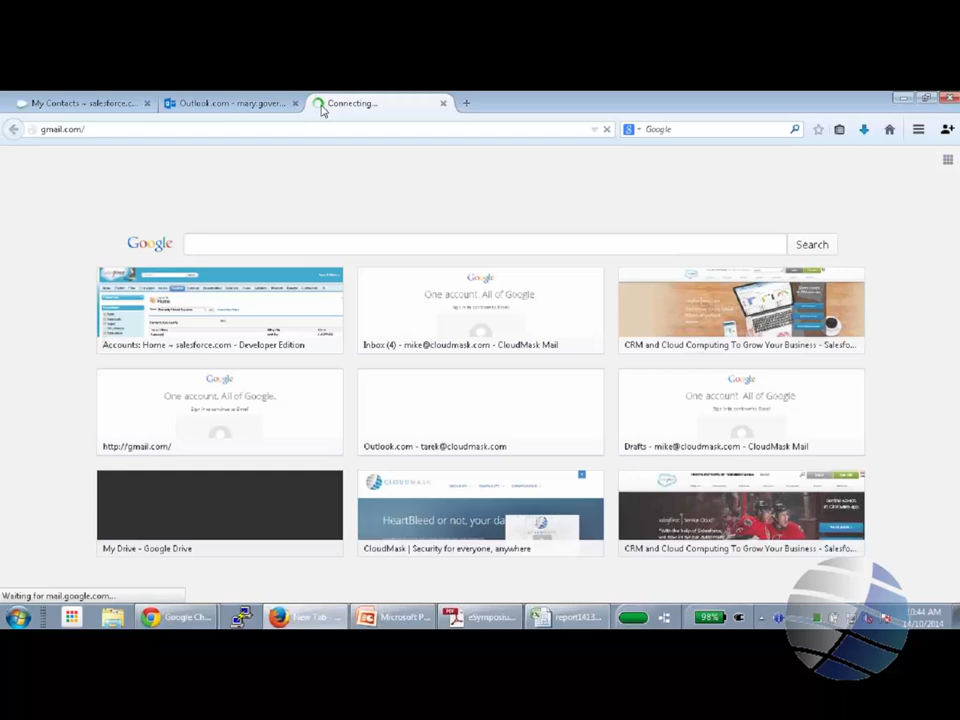 My Contacts ~ salesforce.c...
Outlook.com - mary.gover...
Connecting...
gmail.com/
Google
Google
Search
Google
One account. All of Google
Accounts: Home ~ salesforce.com - Developer Edition
Inbox (4) - mike@cloudmask.com - CloudMask Mail
CRM and Cloud Computing To Grow Your Business - Salesfo...
Google
One account. All of Google.
Google
One account. All of Google
http://gmail.com/
Outlook.com - tarek@cloudmask.com
Drafts - mike@cloudmask.com - CloudMask Mail
CLOUDMASK
HeartBleed or not, your da
My Drive - Google Drive
CloudMask | Security for everyone, anywhere
CRM and Cloud Computing To Grow Your Business - Salesfo...
Waiting for mail.google.com...
Google Ch...
New Tab - ...
Microsoft P...
eSymposiu...
report1413...
98%
0:44 AM
14/10/2014